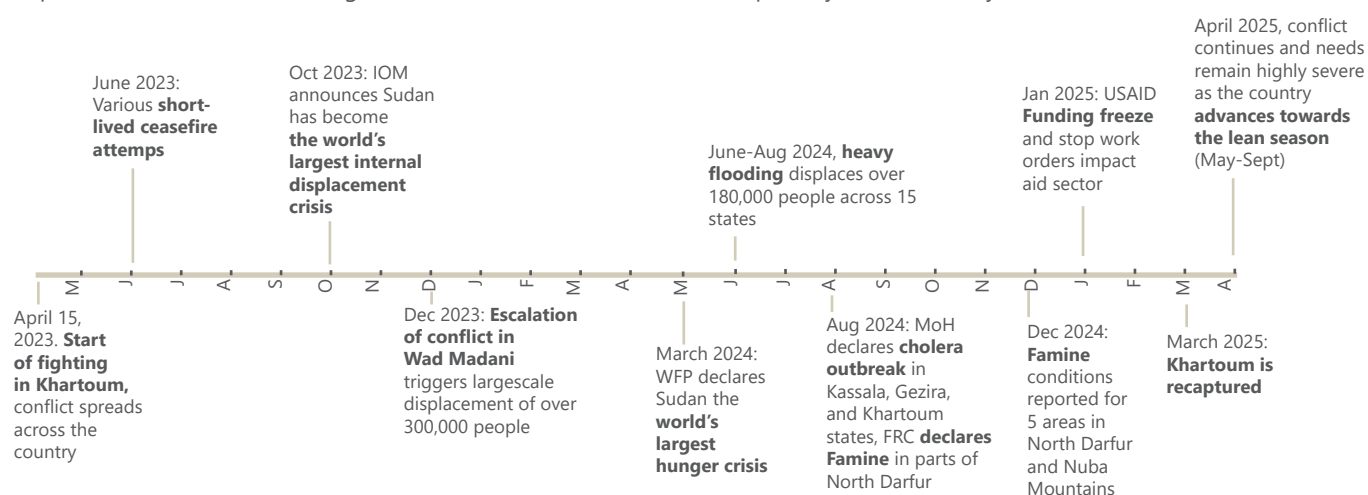 June 2023:
Various short-
lived ceasefire
attemps
Oct 2023: IOM
announces Sudan
has become
the world's
largest internal
displacement
crisis
June-Aug 2024, heavy
flooding displaces over
180,000 people across 15
states
Jan 2025: USAID
Funding freeze
and stop work
orders impact
aid sector
April 2025, conflict
continues and needs
remain highly severe
as the country
advances towards
the lean season
(May-Sept)
M J J A S O N D J F M A M J J A S O N D J F M A
April 15,
2023. Start
of fighting
in Khartoum,
conflict spreads
across the
country
Dec 2023: Escalation
of conflict in
Wad Madani
triggers largescale
displacement of over
300,000 people
March 2024:
WFP declares
Sudan the
world's
largest
hunger crisis
Aug 2024: MoH
declares cholera
outbreak in
Kassala, Gezira,
and Khartoum
states, FRC declares
Famine in parts of
North Darfur
Dec 2024:
Famine
conditions
reported for
5 areas in
North Darfur
and Nuba
Mountains
March 2025:
Khartoum is
recaptured